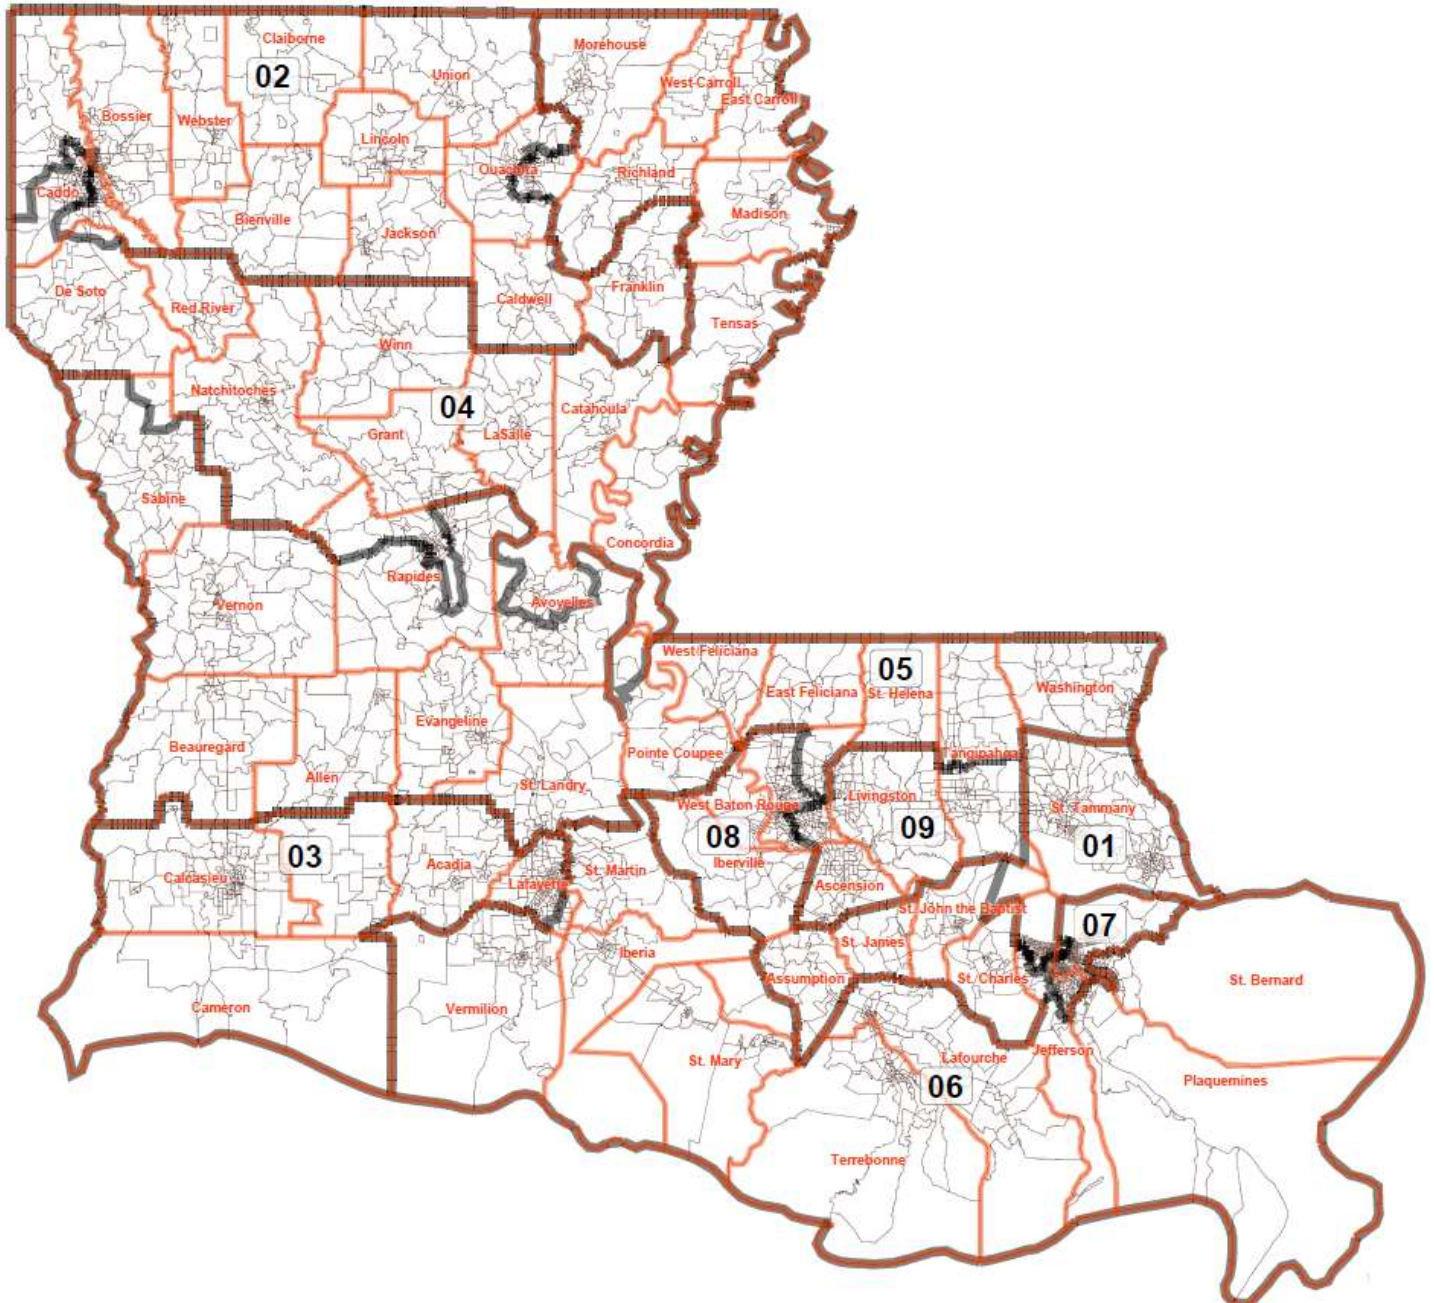 Claiborne
Morehouse
02
Union
West Carroll
East Carroll
Bossier
Webster
Lincoln
Ouachita
Richland
Caddo
Madison
Bienville
Jackson
De Soto
Red River
Caldwell
Franklin
Tensas
Winn
Natchitoches
04
Catahoula
Grant
LaSalle
Sabine
Concordia
Rapides
Vernon
Avoyelles
West Feliciana
05
East Feliciana
St. Helena
Washington
Evangeline
Beauregard
Pointe Coupee
Tangipahoa
Allen
St. Landry
West Baton Rouge
Livingston
St. Tammany
08
09
01
03
Iberville
Acadia
St. Martin
Calcasieu
Lafayette
Ascension
St. John the Baptist
07
St. James
Iberia
Assumption
St. Charles
St. Bernard
Cameron
Vermilion
St. Mary
Lafourche
Jefferson
06
Plaquemines
Terrebonne